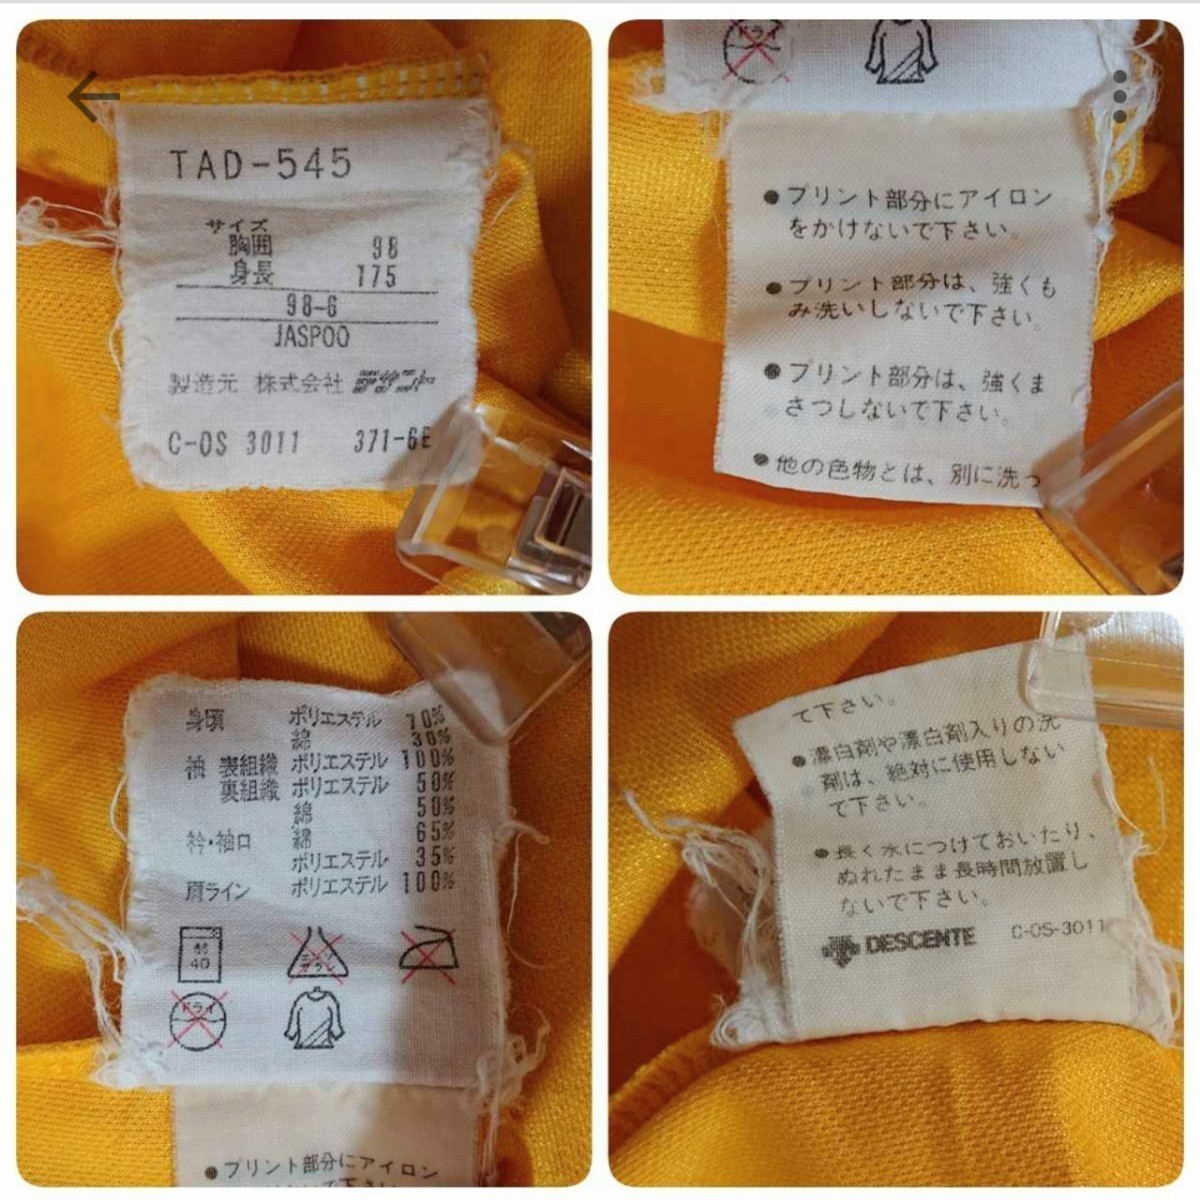 TAD-545
サイズ
胸囲 98
身長 175
98-6
JASPOO
製造元 株式会社 デサント
C-OS 3011 371-6E
ドライ
●プリント部分にアイロン
をかけないで下さい。
●プリント部分は、強くも
み洗いしないで下さい。
●プリント部分は、強くま
さつしないで下さい。
●他の色物とは、別に洗っ
身頃 ポリエステル 70%
綿 30%
袖 表組織 ポリエステル 100%
裏組織 ポリエステル 50%
綿 50%
衿・袖口 綿 65%
ポリエステル 35%
肩ライン ポリエステル 100%
40
ドライ
●プリント部分にアイロン
て下さい。
●漂白剤や漂白剤入りの洗
剤は、絶対に使用しない
で下さい。
●長く水につけておいたり、
ぬれたまま長時間放置し
ないで下さい。
DESCENTE C-OS-3011